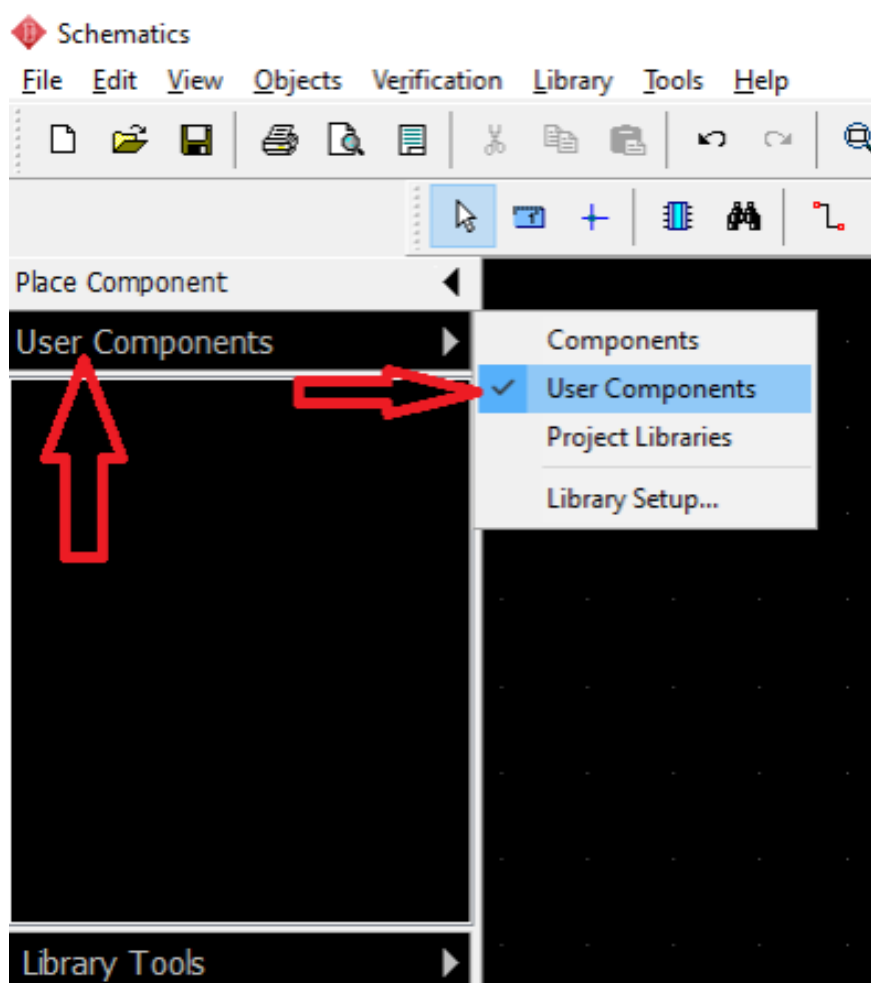 Schematics
File Edit View Objects Verification Library Tools Help
Place Component
User Components
Components
User Components
Project Libraries
Library Setup...
Library Tools